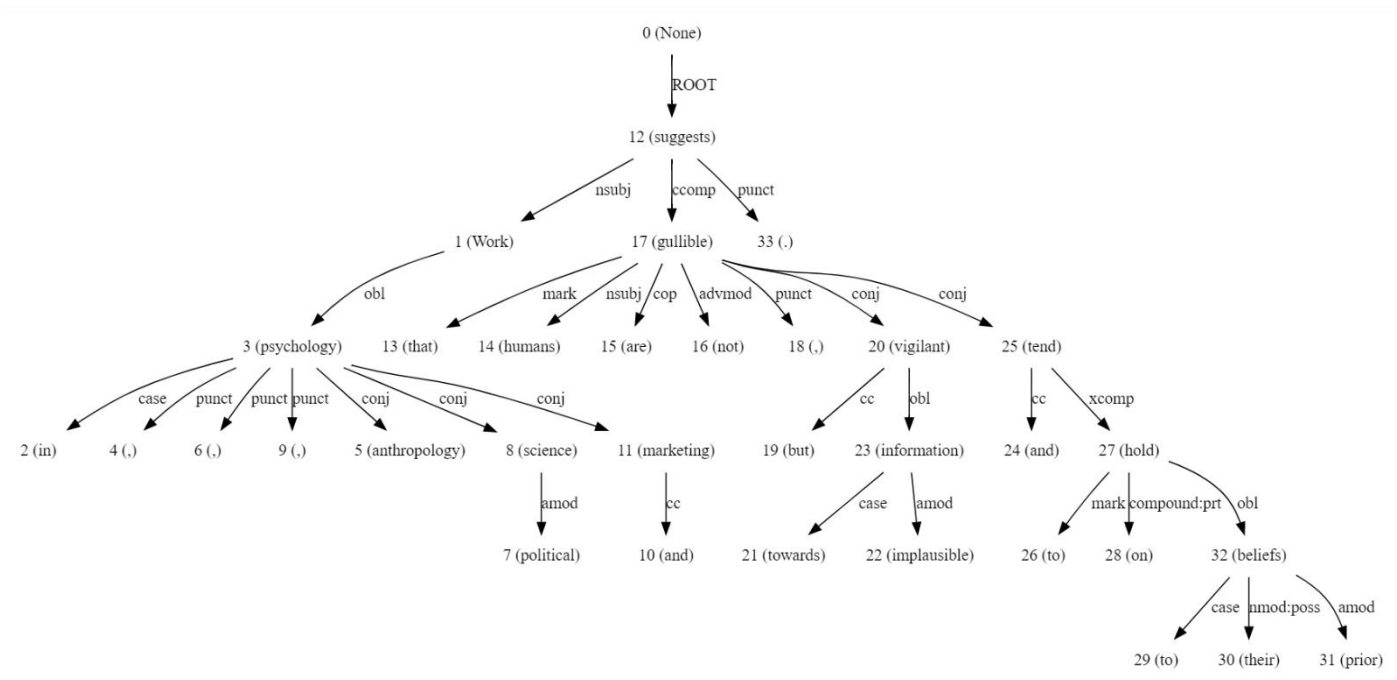 0 (None)
ROOT
12 (suggests)
nsubj ccomp punct
1 (Work) 17 (gullible) 33 (.)
obl mark nsubj cop advmod punct conj conj
3 (psychology) 13 (that) 14 (humans) 15 (are) 16 (not) 18 (,) 20 (vigilant) 25 (tend)
case punct punct punct conj conj conj cc obl cc xcomp
2 (in) 4 (,) 6 (,) 9 (,) 5 (anthropology) 8 (science) 11 (marketing) 19 (but) 23 (information) 24 (and) 27 (hold)
amod cc case amod mark compound:prt obl
7 (political) 10 (and) 21 (towards) 22 (implausible) 26 (to) 28 (on) 32 (beliefs)
case nmod:poss amod
29 (to) 30 (their) 31 (prior)